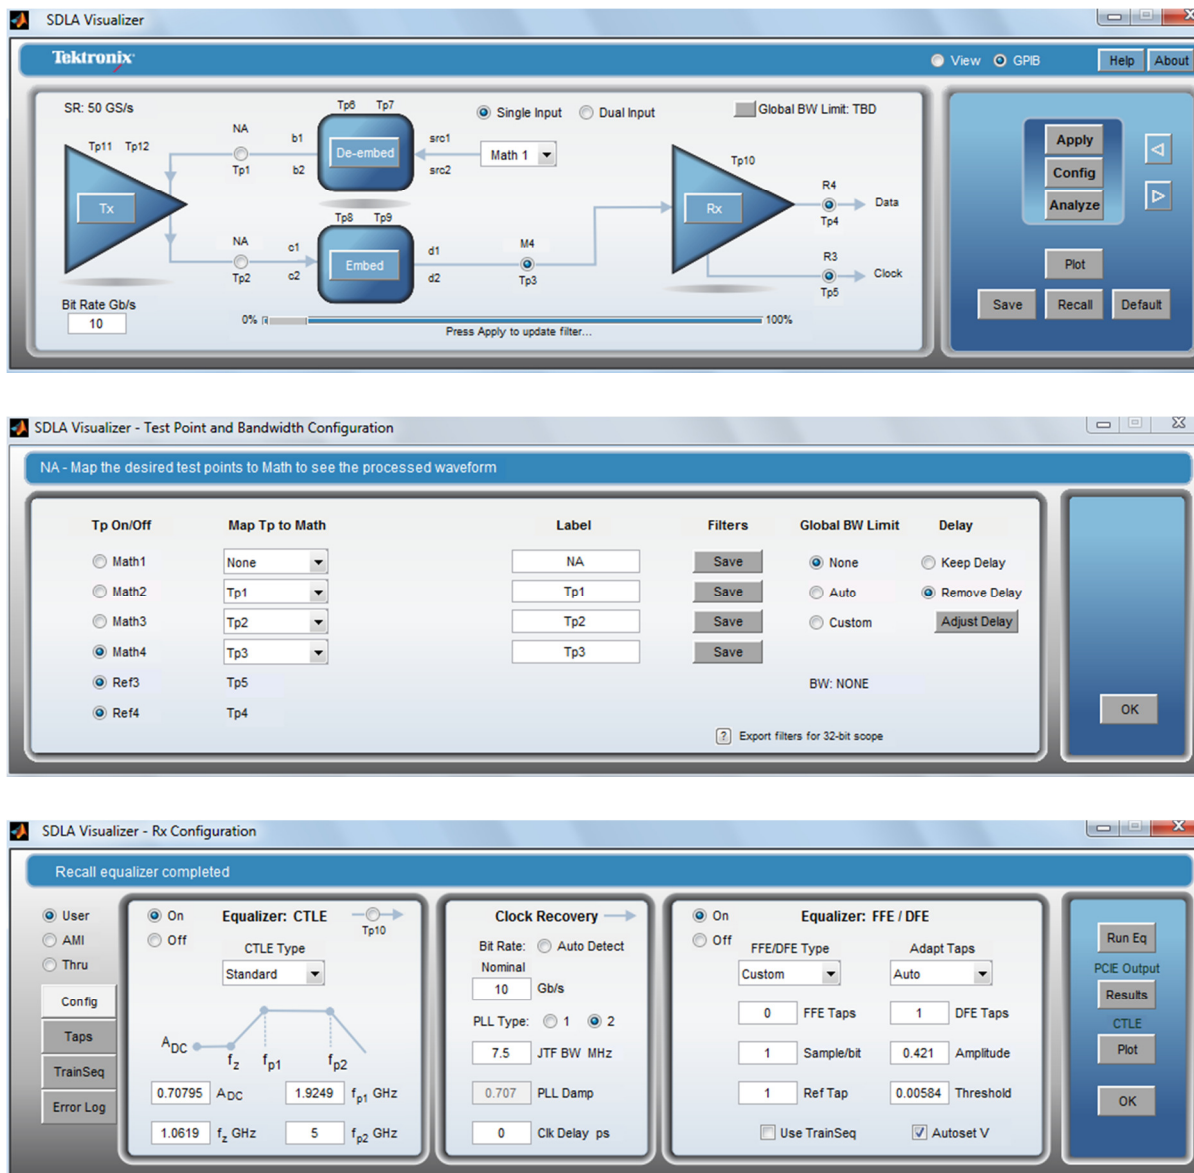 SDLA Visualizer
Tektronix
View GPIB Help About
SR: 50 GS/s
Tp11 Tp12
Tx
Bit Rate Gb/s
10
NA
Tp1
b1
b2
Tp6 Tp7
De-embed
src1
src2
Single Input Dual Input
Math 1
Global BW Limit: TBD
NA
Tp2
c1
c2
Tp8 Tp9
Embed
d1
d2
M4
Tp3
Tp10
Rx
R4
Tp4
Data
R3
Tp5
Clock
0% 100%
Press Apply to update filter...
Apply
Config
Analyze
Plot
Save Recall Default
SDLA Visualizer - Test Point and Bandwidth Configuration
NA - Map the desired test points to Math to see the processed waveform
Tp On/Off Map Tp to Math Label Filters Global BW Limit Delay
Math1 None NA Save None Keep Delay
Math2 Tp1 Tp1 Save Auto Remove Delay
Math3 Tp2 Tp2 Save Custom Adjust Delay
Math4 Tp3 Tp3 Save
Ref3 Tp5 BW: NONE
Ref4 Tp4
? Export filters for 32-bit scope
OK
SDLA Visualizer - Rx Configuration
Recall equalizer completed
User
AMI
Thru
Config
Taps
TrainSeq
Error Log
On
Off
Equalizer: CTLE
Tp10
CTLE Type
Standard
ADC
fz fp1 fp2
0.70795 ADC 1.9249 fp1 GHz
1.0619 fz GHz 5 fp2 GHz
Clock Recovery
Bit Rate: Auto Detect
Nominal
10 Gb/s
PLL Type: 1 2
7.5 JTF BW MHz
0.707 PLL Damp
0 Clk Delay ps
On
Off
Equalizer: FFE / DFE
FFE/DFE Type Adapt Taps
Custom Auto
0 FFE Taps 1 DFE Taps
1 Sample/bit 0.421 Amplitude
1 Ref Tap 0.00584 Threshold
Use TrainSeq Autoset V
Run Eq
PCIE Output
Results
CTLE
Plot
OK